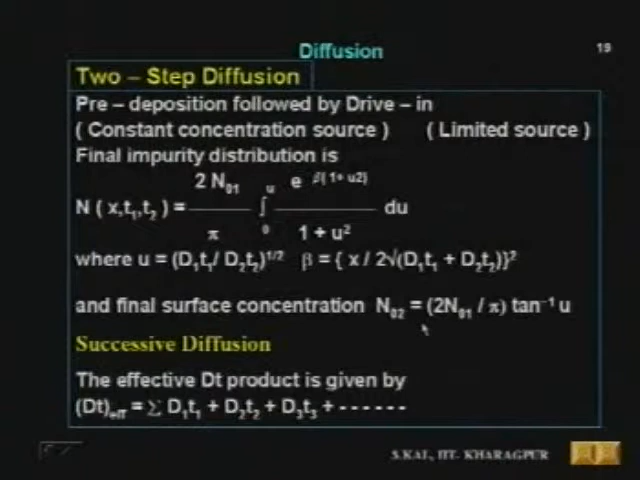 Diffusion
19
Two – Step Diffusion
Pre – deposition followed by Drive – in
( Constant concentration source ) ( Limited source )
Final impurity distribution is
2 N₀₁ u e β( 1+ u2)
N ( x,t₁,t₂ ) = ——— ∫ ——— du
π 0 1 + u²
where u = (D₁t₁/ D₂t₂)¹/² β = { x / 2√(D₁t₁ + D₂t₂)}²
and final surface concentration N₀₂ = (2N₀₁ / π) tan⁻¹ u
Successive Diffusion
The effective Dt product is given by
(Dt)eff = Σ D₁t₁ + D₂t₂ + D₃t₃ + - - - - - -
S.KAL, IIT- KHARAGPUR